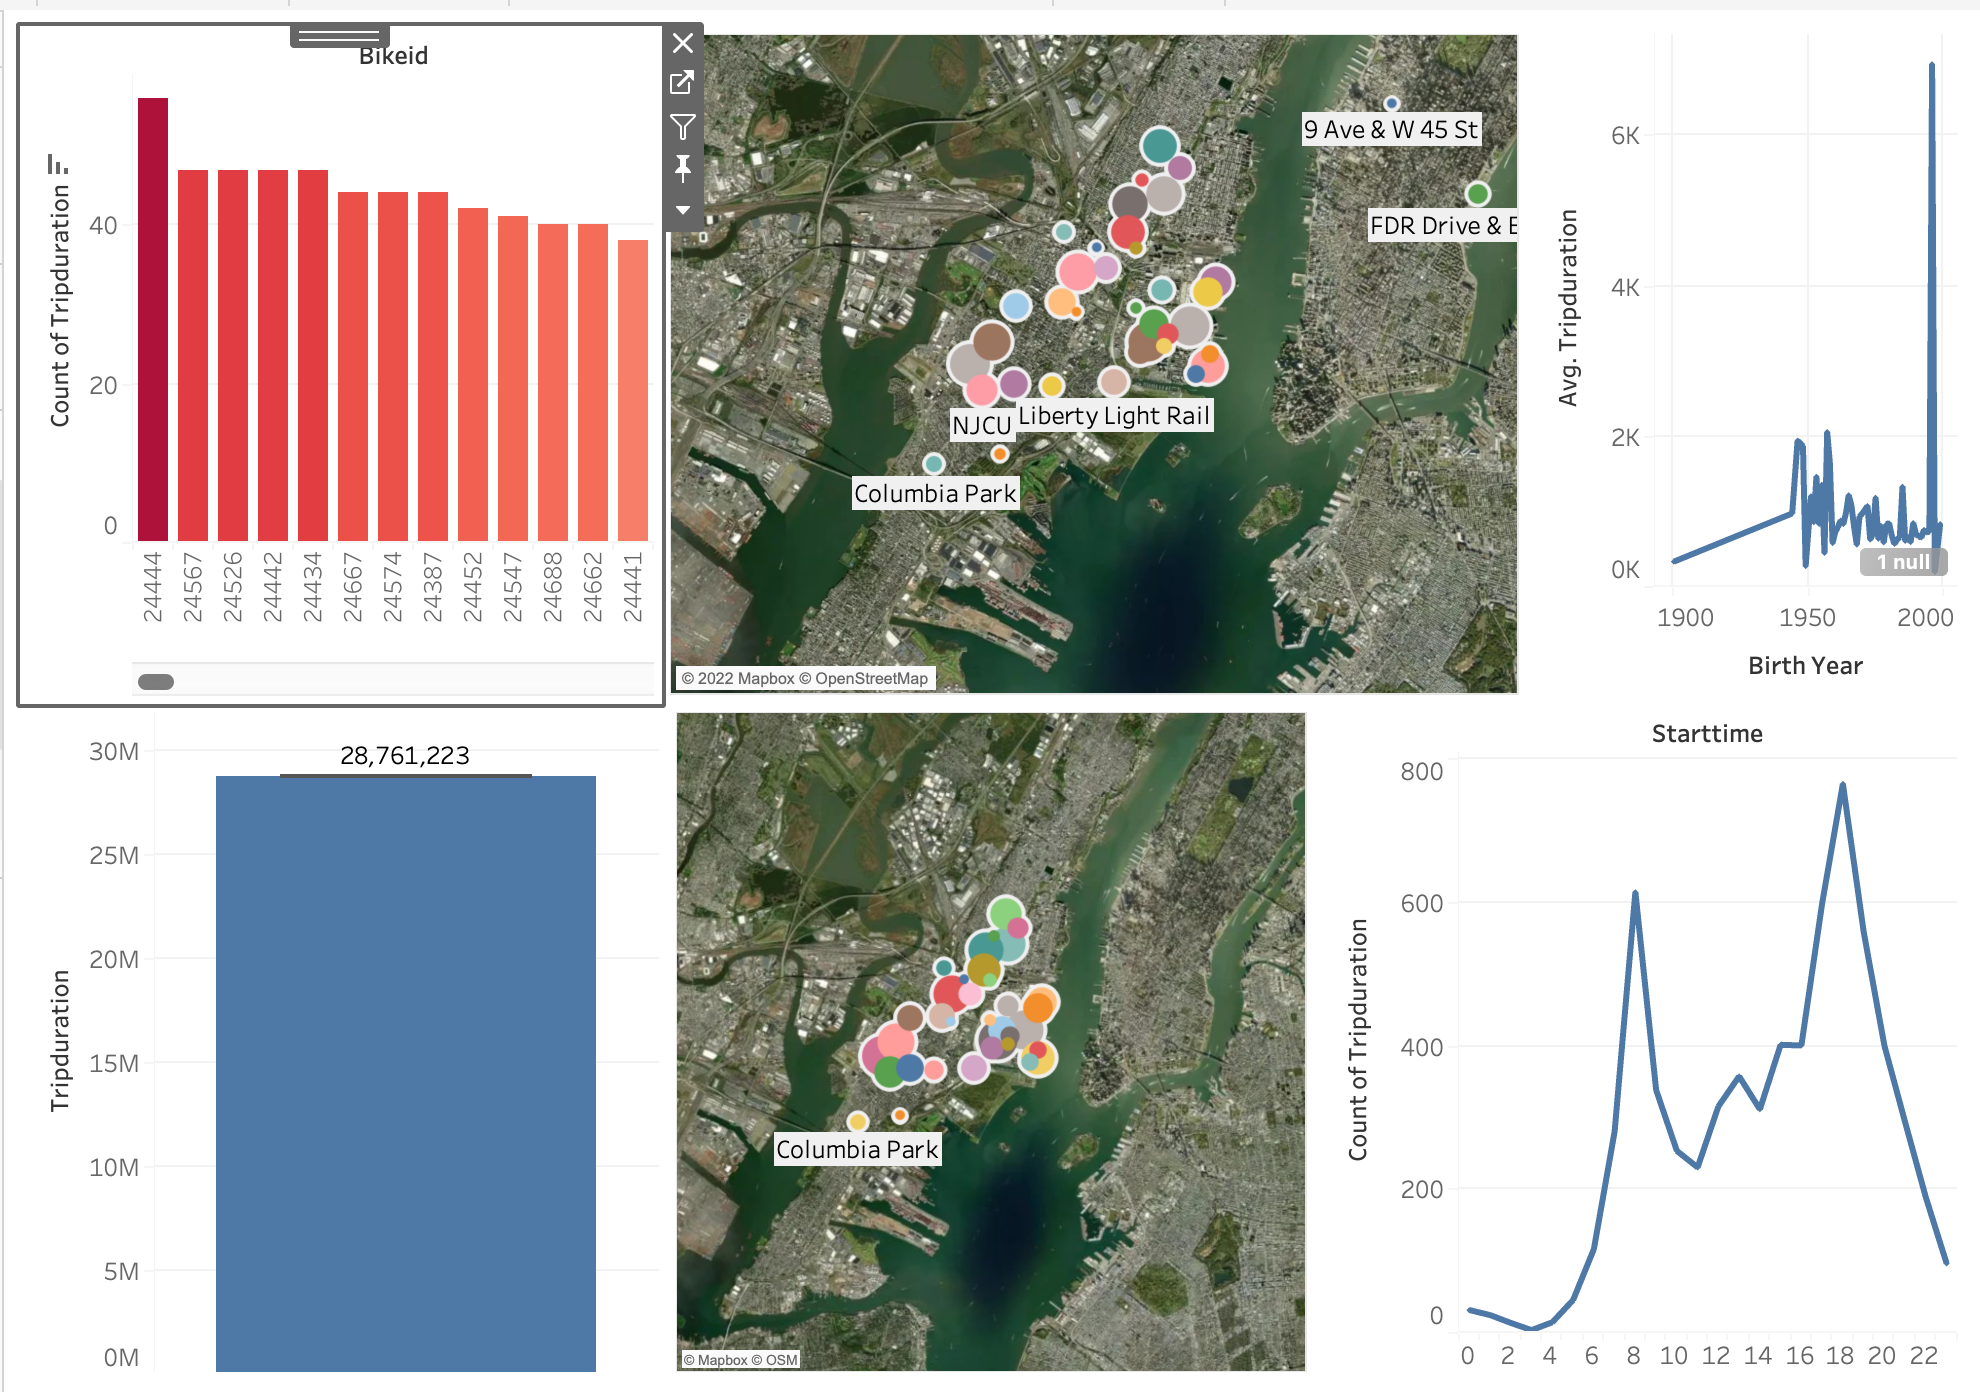 Bikeid
Count of Tripduration
40
20
0
24444
24567
24526
24442
24434
24667
24574
24387
24452
24547
24688
24662
24441
9 Ave & W 45 St
FDR Drive & E
NJCU
Liberty Light Rail
Columbia Park
© 2022 Mapbox © OpenStreetMap
Avg. Tripduration
6K
4K
2K
0K
1 null
1900
1950
2000
Birth Year
Tripduration
30M
25M
20M
15M
10M
5M
0M
28,761,223
Columbia Park
© Mapbox © OSM
Starttime
Count of Tripduration
800
600
400
200
0
0
2
4
6
8
10
12
14
16
18
20
22